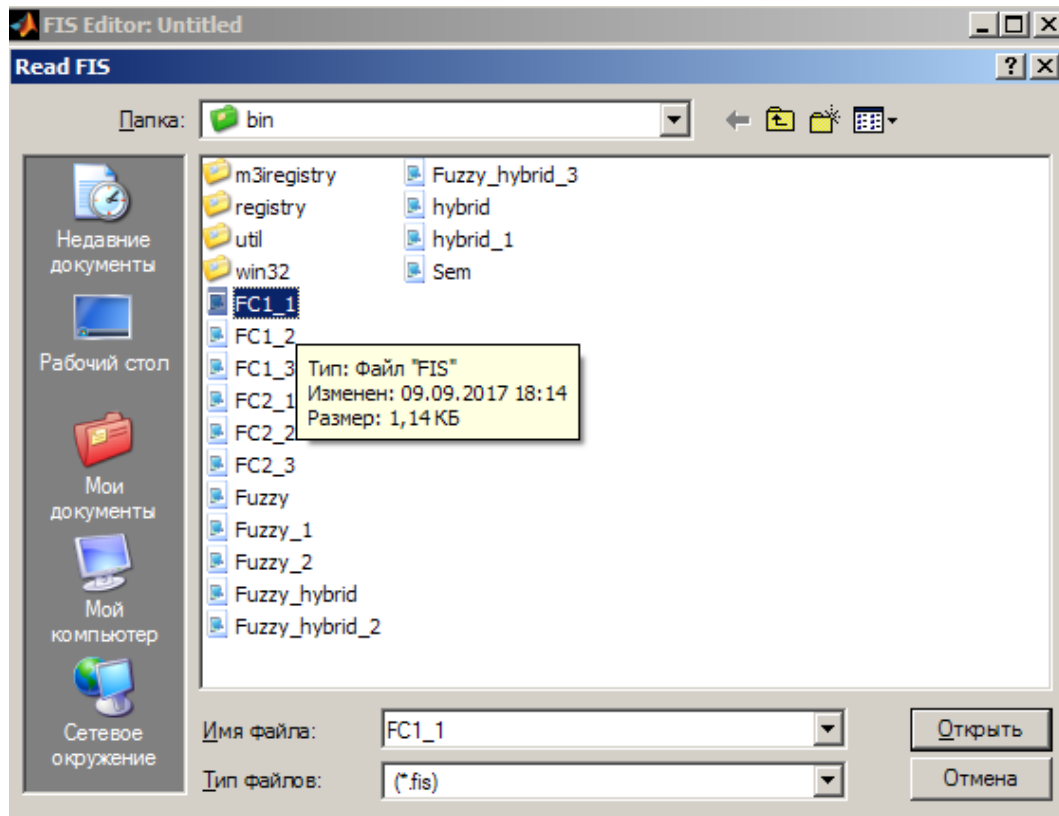 FIS Editor: Untitled
Read FIS
Папка:
bin
Недавние
документы
Рабочий стол
Мои
документы
Мой
компьютер
Сетевое
окружение
m3iregistry
registry
util
win32
FC1_1
FC1_2
FC1_3
FC2_1
FC2_2
FC2_3
Fuzzy
Fuzzy_1
Fuzzy_2
Fuzzy_hybrid
Fuzzy_hybrid_2
Fuzzy_hybrid_3
hybrid
hybrid_1
Sem
Тип: Файл "FIS"
Изменен: 09.09.2017 18:14
Размер: 1,14 КБ
Имя файла:
FC1_1
Открыть
Тип файлов:
(*.fis)
Отмена